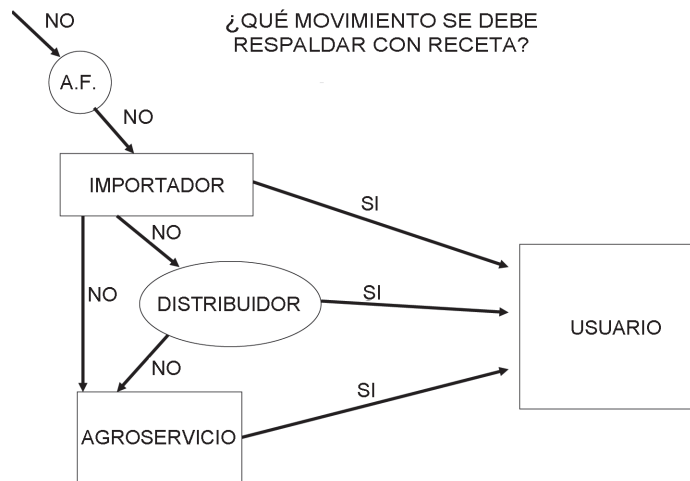 NO
¿QUÉ MOVIMIENTO SE DEBE
RESPALDAR CON RECETA?
A.F.
NO
IMPORTADOR
SI
NO
NO
DISTRIBUIDOR
SI
USUARIO
NO
SI
AGROSERVICIO